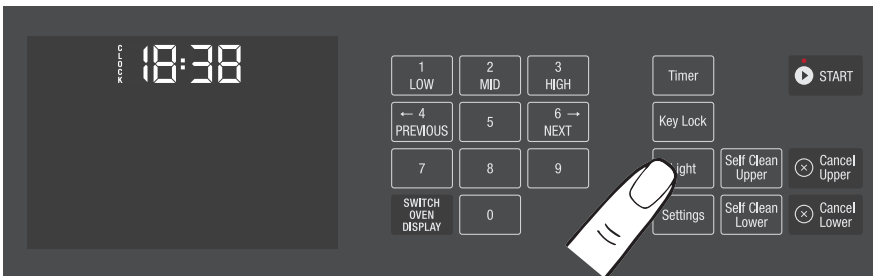 CLOCK
18:38
1
LOW
2
MID
3
HIGH
← 4
PREVIOUS
5
6 →
NEXT
7
8
9
SWITCH
OVEN
DISPLAY
0
Timer
Key Lock
ight
Settings
Self Clean
Upper
Self Clean
Lower
START
Cancel
Upper
Cancel
Lower